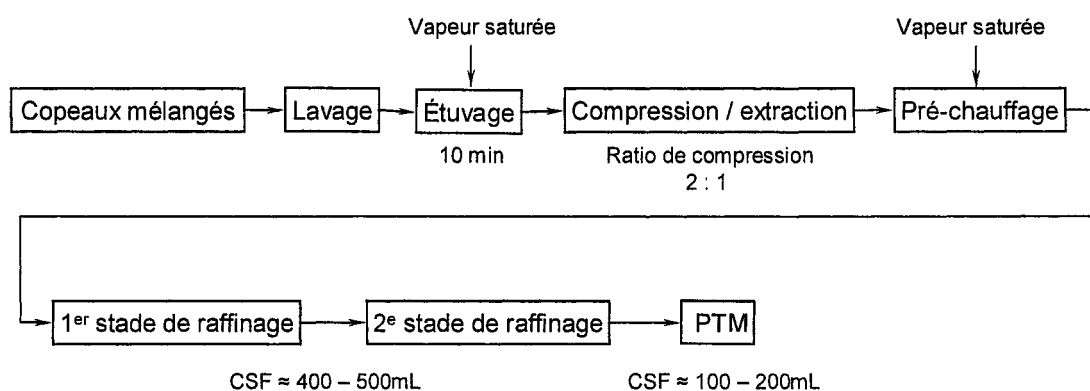 Vapeur saturée Vapeur saturée
Copeaux mélangés Lavage Étuvage Compression / extraction Pré-chauffage
10 min Ratio de compression
2 : 1
1er stade de raffinage 2e stade de raffinage PTM
CSF ≈ 400 – 500mL CSF ≈ 100 – 200mL